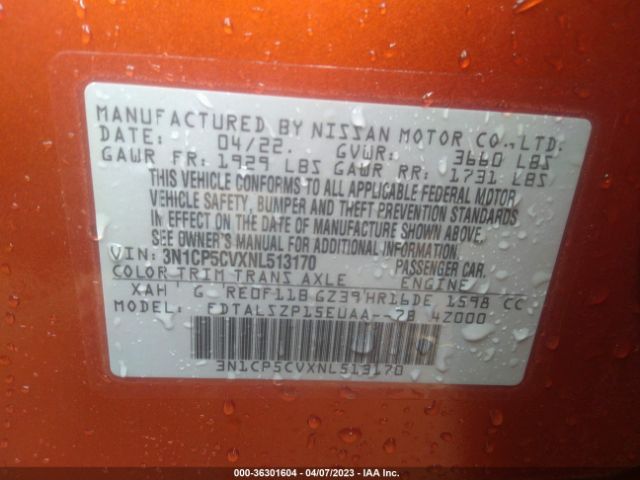 MANUFACTURED BY NISSAN MOTOR CO., LTD.
DATE: 04/22. GVWR: 3660 LBS
GAWR FR: 1929 LBS GAWR RR: 1731 LBS
THIS VEHICLE CONFORMS TO ALL APPLICABLE FEDERAL MOTOR
VEHICLE SAFETY, BUMPER AND THEFT PREVENTION STANDARDS
IN EFFECT ON THE DATE OF MANUFACTURE SHOWN ABOVE.
SEE OWNER'S MANUAL FOR ADDITIONAL INFORMATION.
VIN: 3N1CP5CVXNL513170 PASSENGER CAR.
COLOR TRIM TRANS AXLE ENGINE
XAH ' G RE0F11B GZ39'HR16DE 1598 CC
MODEL: FDTALSZP15EUAA--7B 4Z000
3N1CP5CVXNL513170
000-36301604 - 04/07/2023 - IAA Inc.